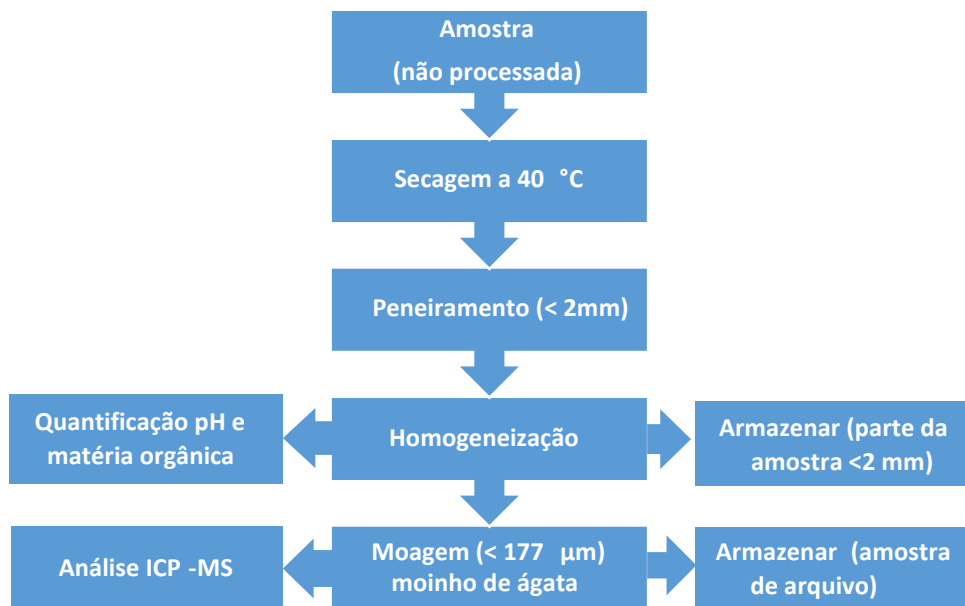 Amostra
(não processada)
Secagem a 40 °C
Peneiramento (< 2mm)
Quantificação pH e
matéria orgânica
Homogeneização
Armazenar (parte da
amostra <2 mm)
Análise ICP -MS
Moagem (< 177 µm)
moinho de ágata
Armazenar (amostra
de arquivo)